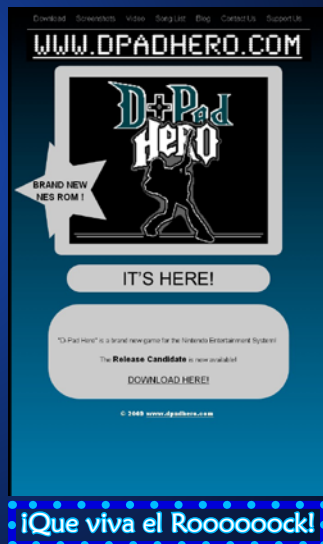 Download Screenshots Video Song List Blog Contact Us Support Us
WWW.DPADHERO.COM
D+Pad
Hero
BRAND NEW
NES ROM !
IT'S HERE!
"D-Pad Hero" is a brand new game for the Nintendo Entertainment System!
The Release Candidate is now available!
DOWNLOAD HERE!
© 2009 www.dpadhero.com
¡Que viva el Rooooooock!